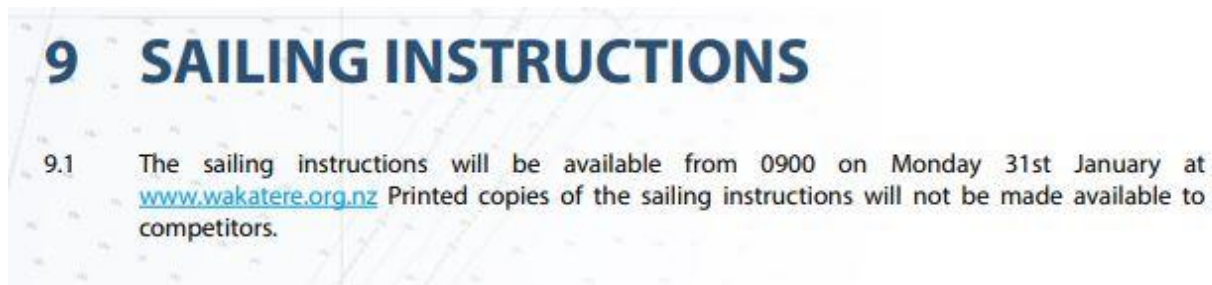 9 SAILING INSTRUCTIONS
9.1 The sailing instructions will be available from 0900 on Monday 31st January at
www.wakatere.org.nz Printed copies of the sailing instructions will not be made available to
competitors.